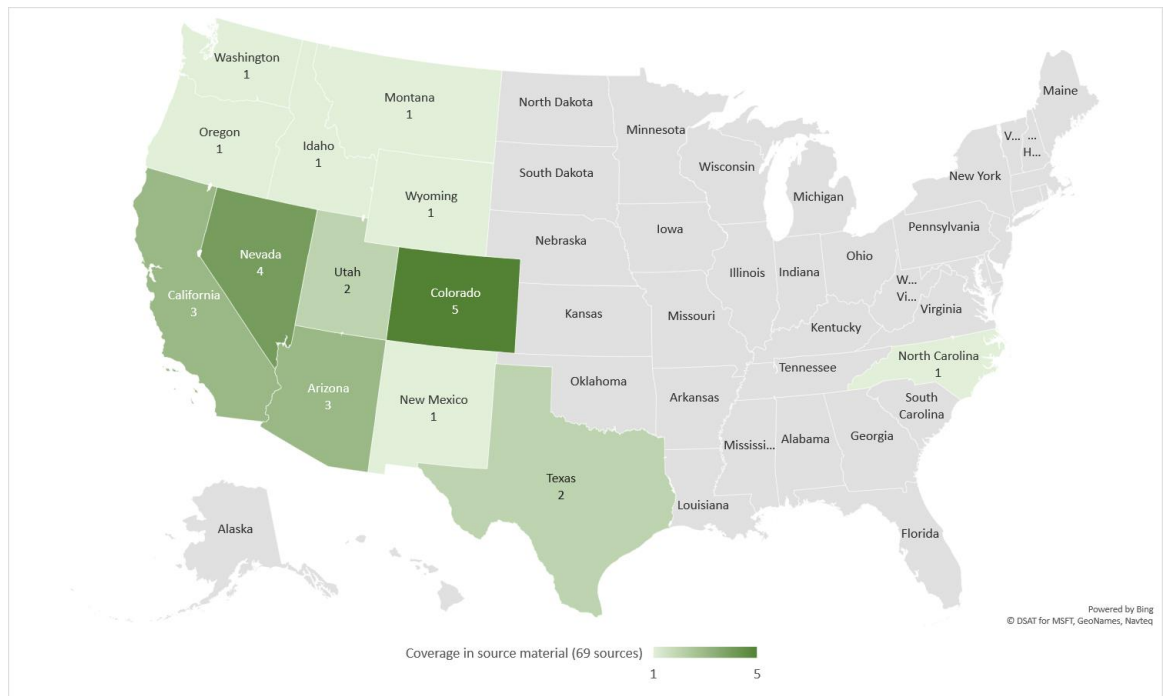 Washington
1
Montana
1
North Dakota
Minnesota
Maine
Oregon
1
Idaho
1
South Dakota
Wisconsin
V...
...
H...
Wyoming
1
Michigan
New York
Nebraska
Iowa
Pennsylvania
Nevada
4
Utah
2
Colorado
5
Illinois
Indiana
Ohio
W...
Vi...
California
3
Kansas
Missouri
Virginia
Kentucky
North Carolina
1
Tennessee
Arizona
3
New Mexico
1
Oklahoma
Arkansas
South
Carolina
Mississi...
Alabama
Georgia
Texas
2
Louisiana
Alaska
Florida
Powered by Bing
© DSAT for MSFT, GeoNames, Navteq
Coverage in source material (69 sources)
1
5